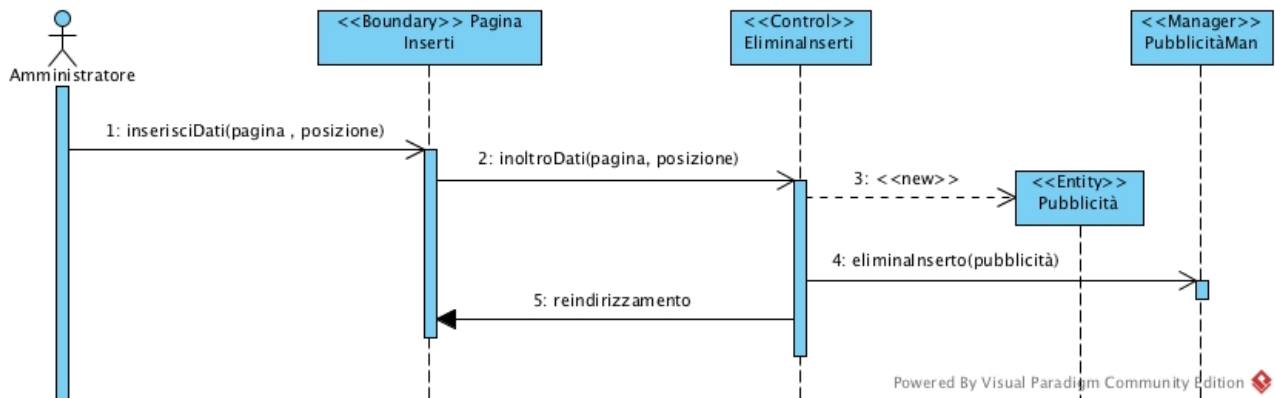 <<Boundary>> Pagina
Inserti
<<Control>>
EliminaInserti
<<Manager>>
PubblicitàMan
Amministratore
1: inserisciDati(pagina , posizione)
2: inoltroDati(pagina, posizione)
3: <<new>>
<<Entity>>
Pubblicità
4: eliminaInserto(pubblicità)
5: reindirizzamento
Powered By Visual Paradigm Community Edition